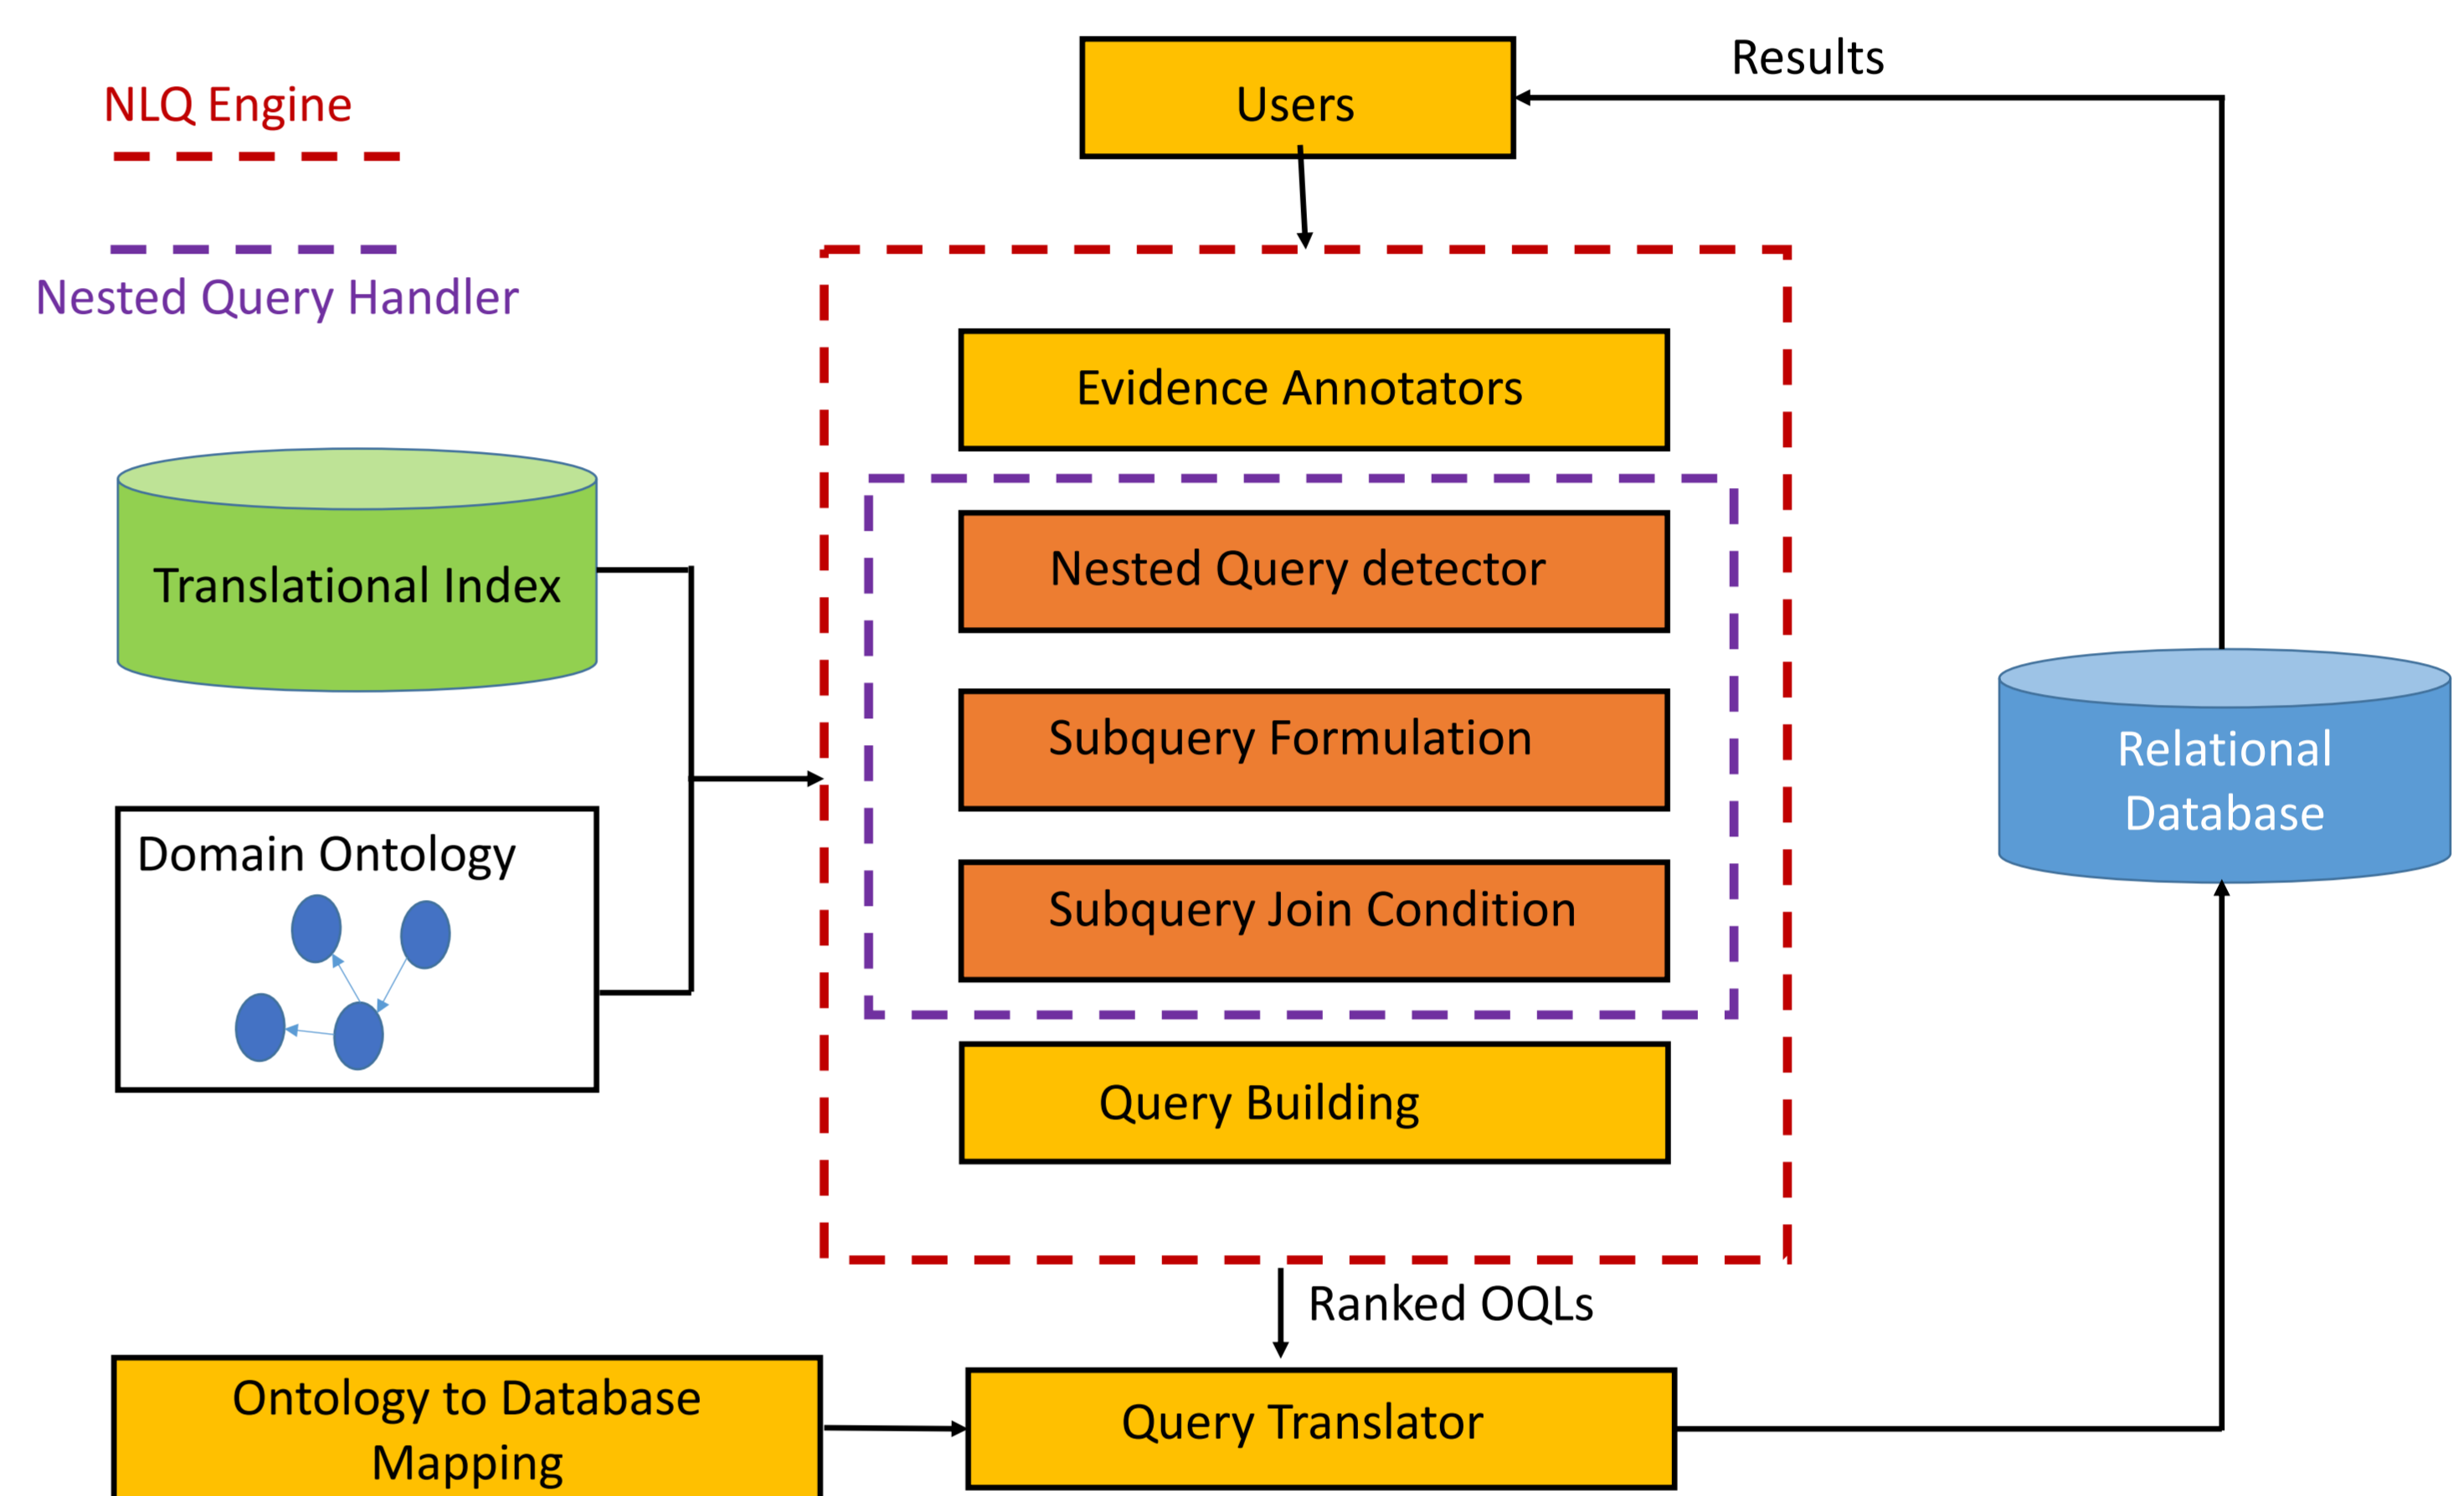 Users
Results
NLQ Engine
Nested Query Handler
Evidence Annotators
Nested Query detector
Translational Index
Subquery Formulation
Relational
Database
Domain Ontology
Subquery Join Condition
Query Building
Ranked OQLs
Ontology to Database
Mapping
Query Translator